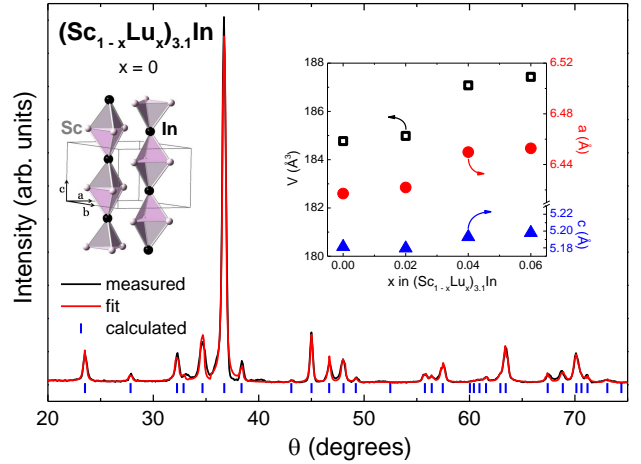 (Sc1-xLux)3.1In
x = 0
Sc
In
c
a
b
measured
fit
calculated
Intensity (arb. units)
20 30 40 50 60 70
θ (degrees)
188
186
184
182
180
V (Å³)
0.00 0.02 0.04 0.06
x in (Sc1-xLux)3.1In
6.52
6.48
6.44
a (Å)
5.22
5.20
5.18
c (Å)